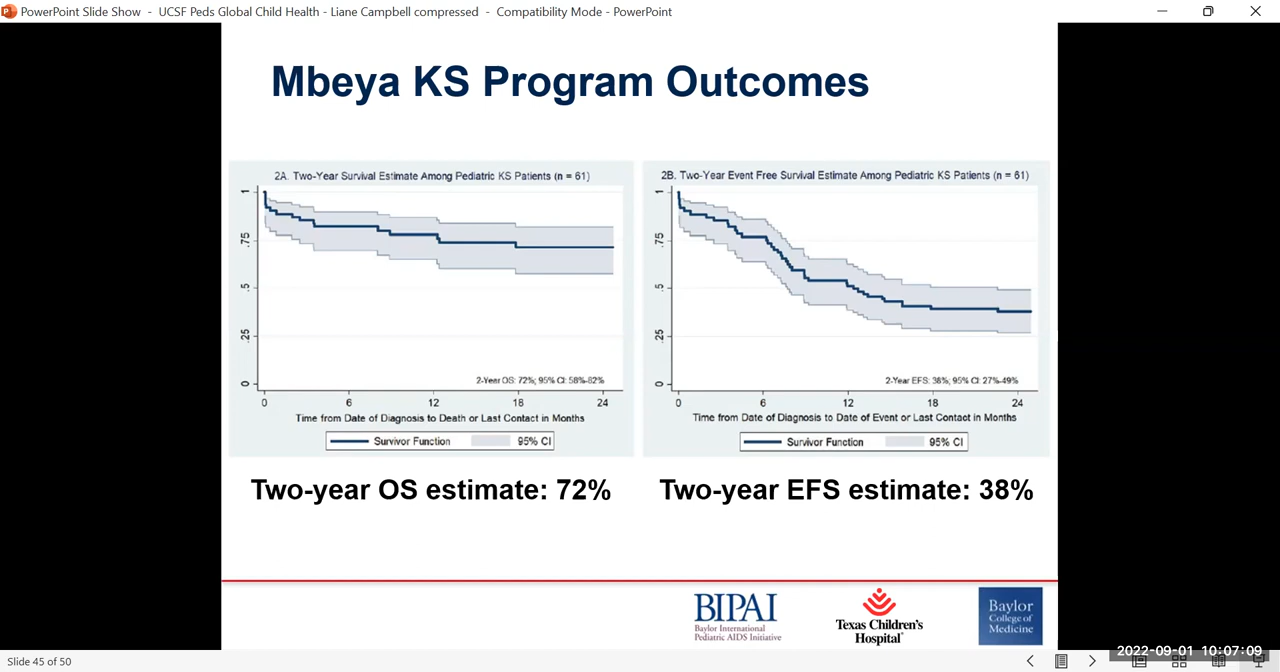 PowerPoint Slide Show - UCSF Peds Global Child Health - Liane Campbell compressed - Compatibility Mode - PowerPoint
Mbeya KS Program Outcomes
2A. Two-Year Survival Estimate Among Pediatric KS Patients (n = 61)
1
.75
.5
.25
0
2-Year OS: 72%; 95% CI: 58%-82%
0 6 12 18 24
Time from Date of Diagnosis to Death or Last Contact in Months
Survivor Function 95% CI
2B. Two-Year Event Free Survival Estimate Among Pediatric KS Patients (n = 61)
1
.75
.5
.25
0
2-Year EFS: 38%; 95% CI: 27%-49%
0 6 12 18 24
Time from Date of Diagnosis to Date of Event or Last Contact in Months
Survivor Function 95% CI
Two-year OS estimate: 72%
Two-year EFS estimate: 38%
BIPAI
Baylor International
Pediatric AIDS Initiative
Texas Children's
Hospital
Baylor
College of
Medicine
2022-09-01 10:07:09
Slide 45 of 50